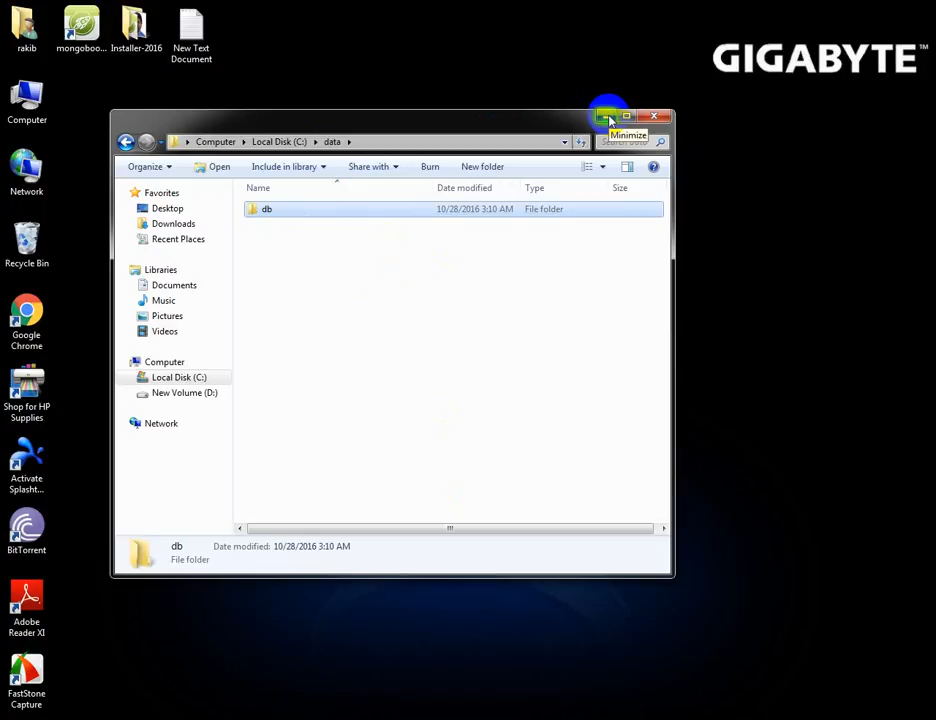 rakib
mongoboo...
Installer-2016
New Text
Document
GIGABYTE™
Computer
Network
Recycle Bin
Google
Chrome
Shop for HP
Supplies
Activate
Splasht...
BitTorrent
Adobe
Reader XI
FastStone
Capture
Minimize
Computer
Local Disk (C:)
data
Organize
Open
Include in library
Share with
Burn
New folder
Favorites
Desktop
Downloads
Recent Places
Libraries
Documents
Music
Pictures
Videos
Computer
Local Disk (C:)
New Volume (D:)
Network
Name Date modified Type Size
db 10/28/2016 3:10 AM File folder
db Date modified: 10/28/2016 3:10 AM
File folder